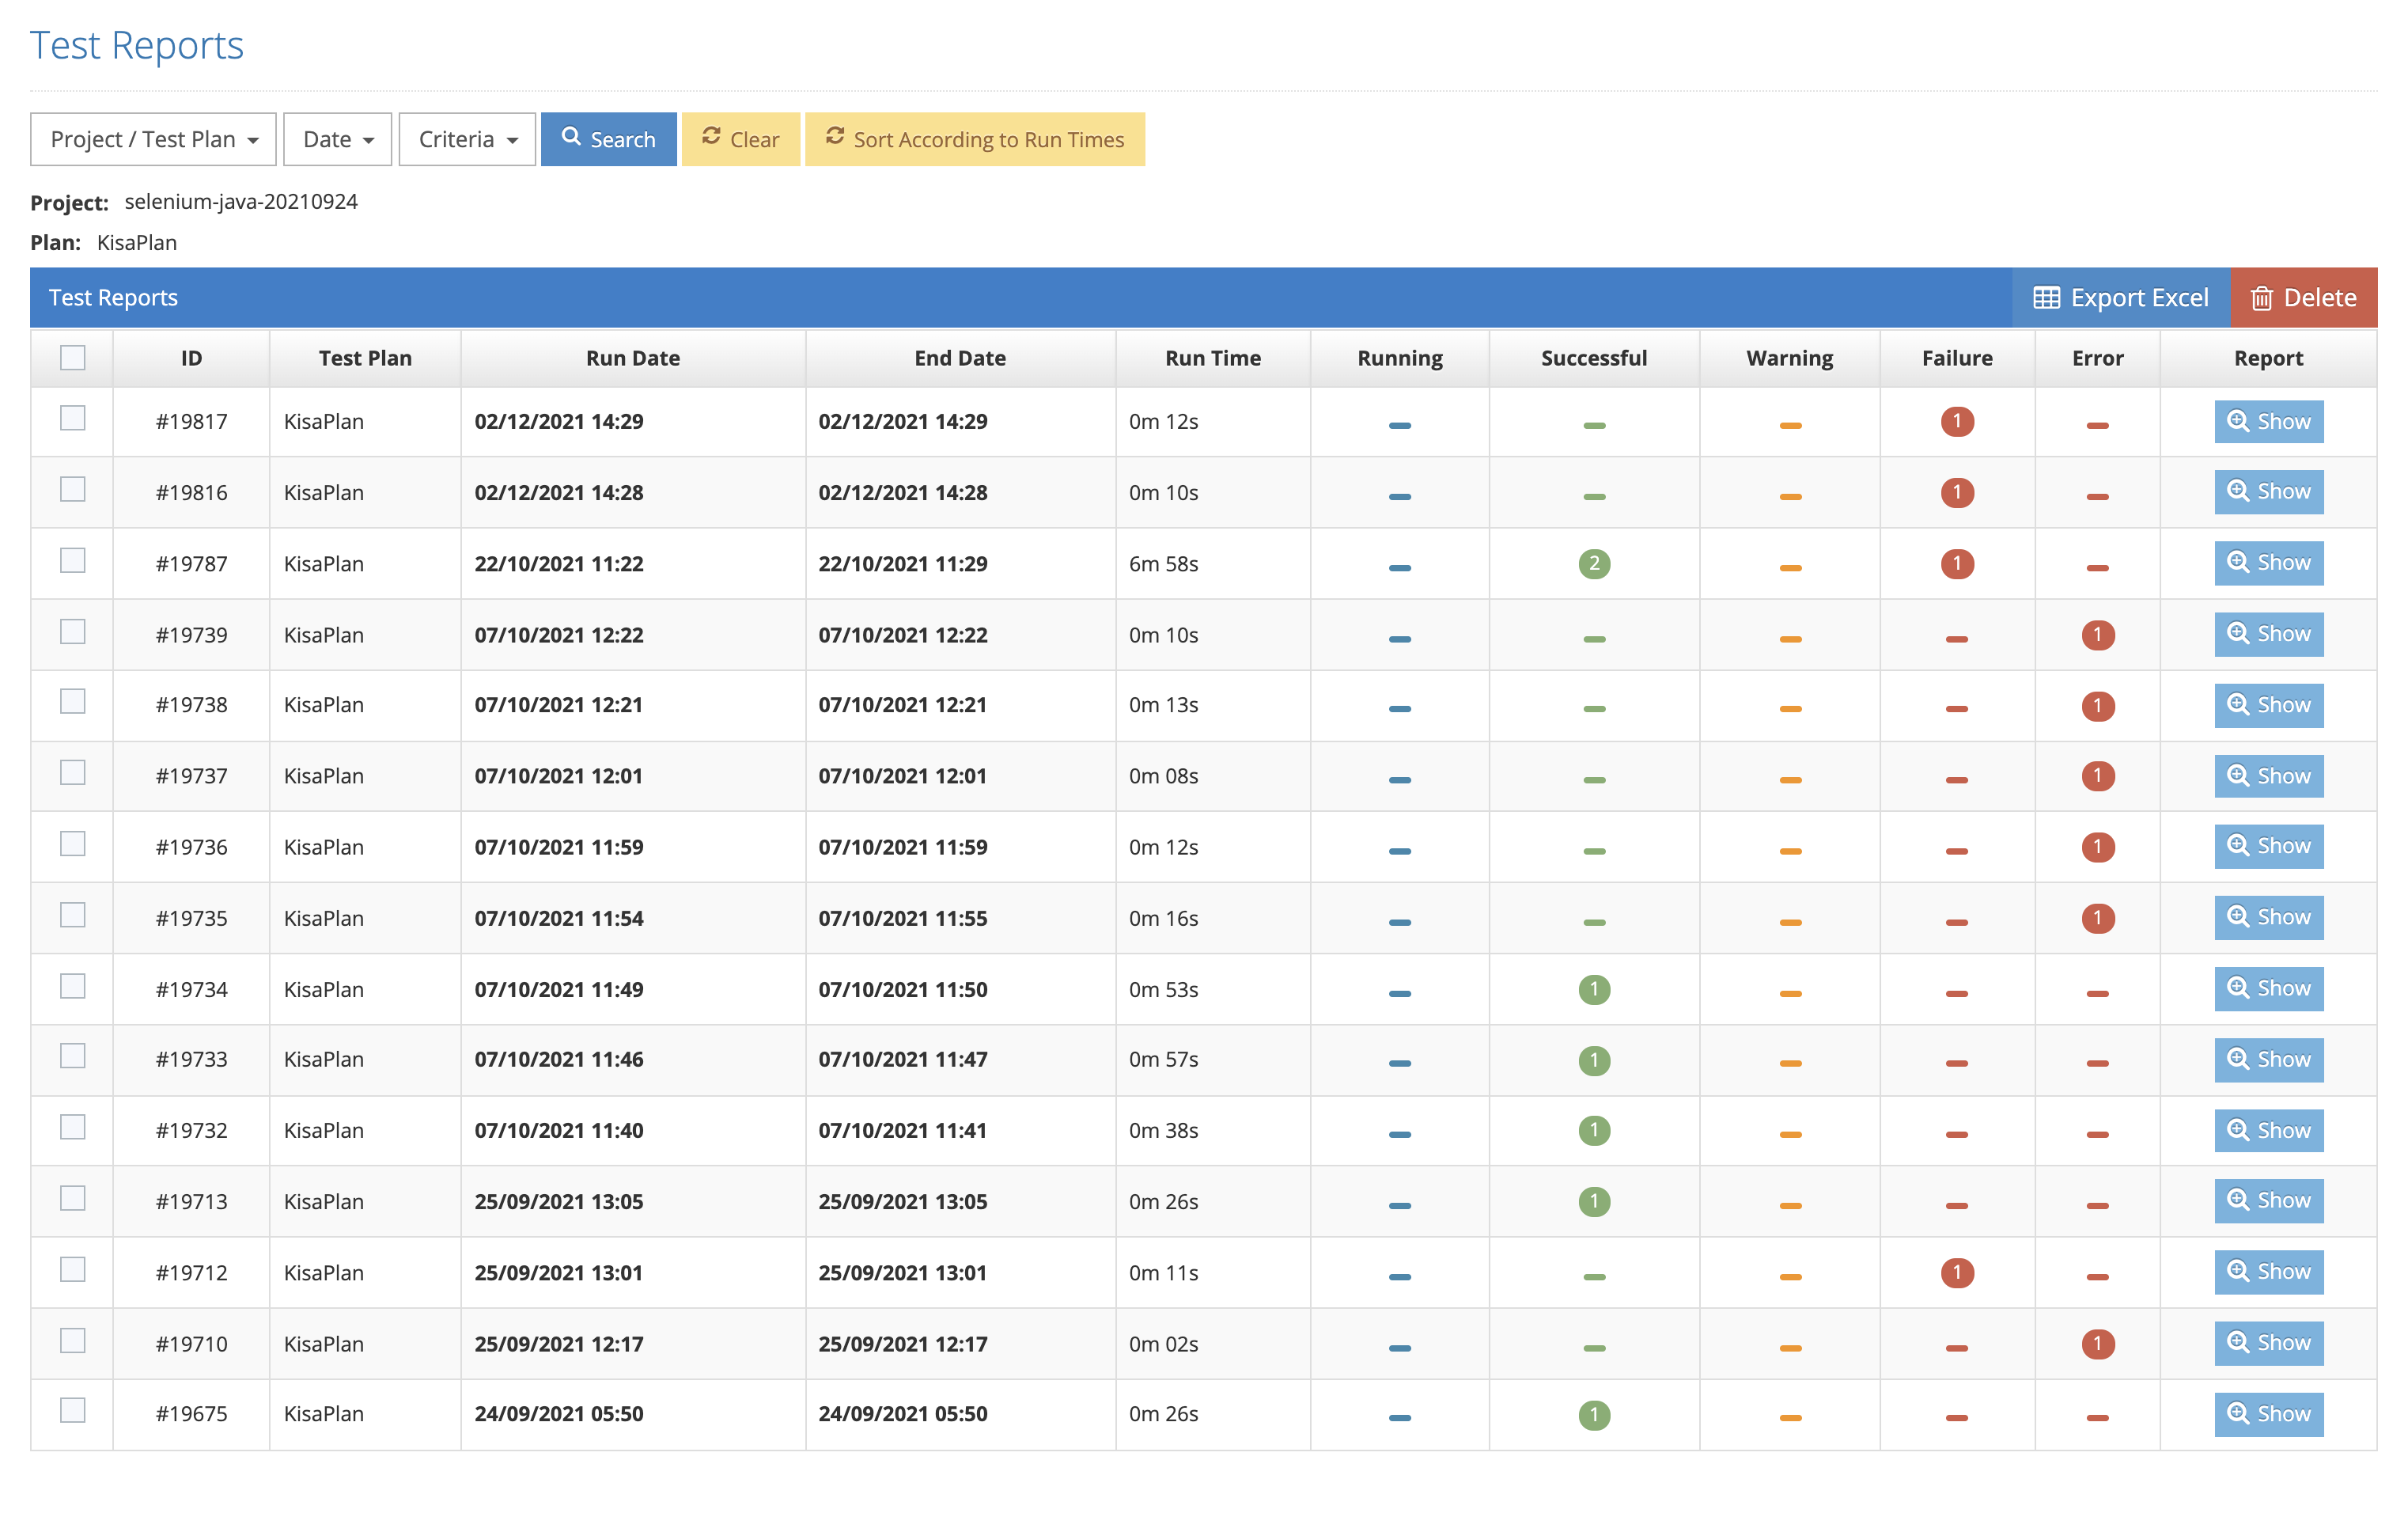 Test Reports
Project / Test Plan Date Criteria Search Clear Sort According to Run Times
Project: selenium-java-20210924
Plan: KisaPlan
Test Reports Export Excel Delete
ID Test Plan Run Date End Date Run Time Running Successful Warning Failure Error Report
#19817 KisaPlan 02/12/2021 14:29 02/12/2021 14:29 0m 12s 1 Show
#19816 KisaPlan 02/12/2021 14:28 02/12/2021 14:28 0m 10s 1 Show
#19787 KisaPlan 22/10/2021 11:22 22/10/2021 11:29 6m 58s 2 1 Show
#19739 KisaPlan 07/10/2021 12:22 07/10/2021 12:22 0m 10s 1 Show
#19738 KisaPlan 07/10/2021 12:21 07/10/2021 12:21 0m 13s 1 Show
#19737 KisaPlan 07/10/2021 12:01 07/10/2021 12:01 0m 08s 1 Show
#19736 KisaPlan 07/10/2021 11:59 07/10/2021 11:59 0m 12s 1 Show
#19735 KisaPlan 07/10/2021 11:54 07/10/2021 11:55 0m 16s 1 Show
#19734 KisaPlan 07/10/2021 11:49 07/10/2021 11:50 0m 53s 1 Show
#19733 KisaPlan 07/10/2021 11:46 07/10/2021 11:47 0m 57s 1 Show
#19732 KisaPlan 07/10/2021 11:40 07/10/2021 11:41 0m 38s 1 Show
#19713 KisaPlan 25/09/2021 13:05 25/09/2021 13:05 0m 26s 1 Show
#19712 KisaPlan 25/09/2021 13:01 25/09/2021 13:01 0m 11s 1 Show
#19710 KisaPlan 25/09/2021 12:17 25/09/2021 12:17 0m 02s 1 Show
#19675 KisaPlan 24/09/2021 05:50 24/09/2021 05:50 0m 26s 1 Show